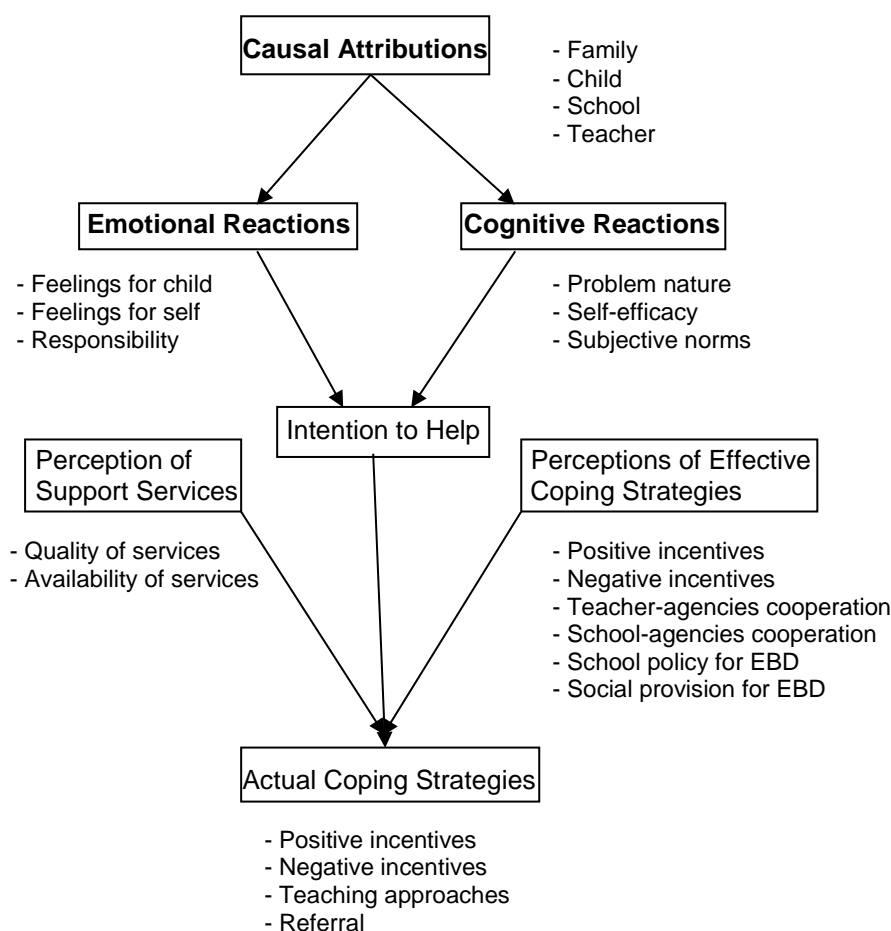 Causal Attributions
- Family
- Child
- School
- Teacher
Emotional Reactions
Cognitive Reactions
- Feelings for child
- Feelings for self
- Responsibility
- Problem nature
- Self-efficacy
- Subjective norms
Intention to Help
Perception of
Support Services
Perceptions of Effective
Coping Strategies
- Quality of services
- Availability of services
- Positive incentives
- Negative incentives
- Teacher-agencies cooperation
- School-agencies cooperation
- School policy for EBD
- Social provision for EBD
Actual Coping Strategies
- Positive incentives
- Negative incentives
- Teaching approaches
- Referral